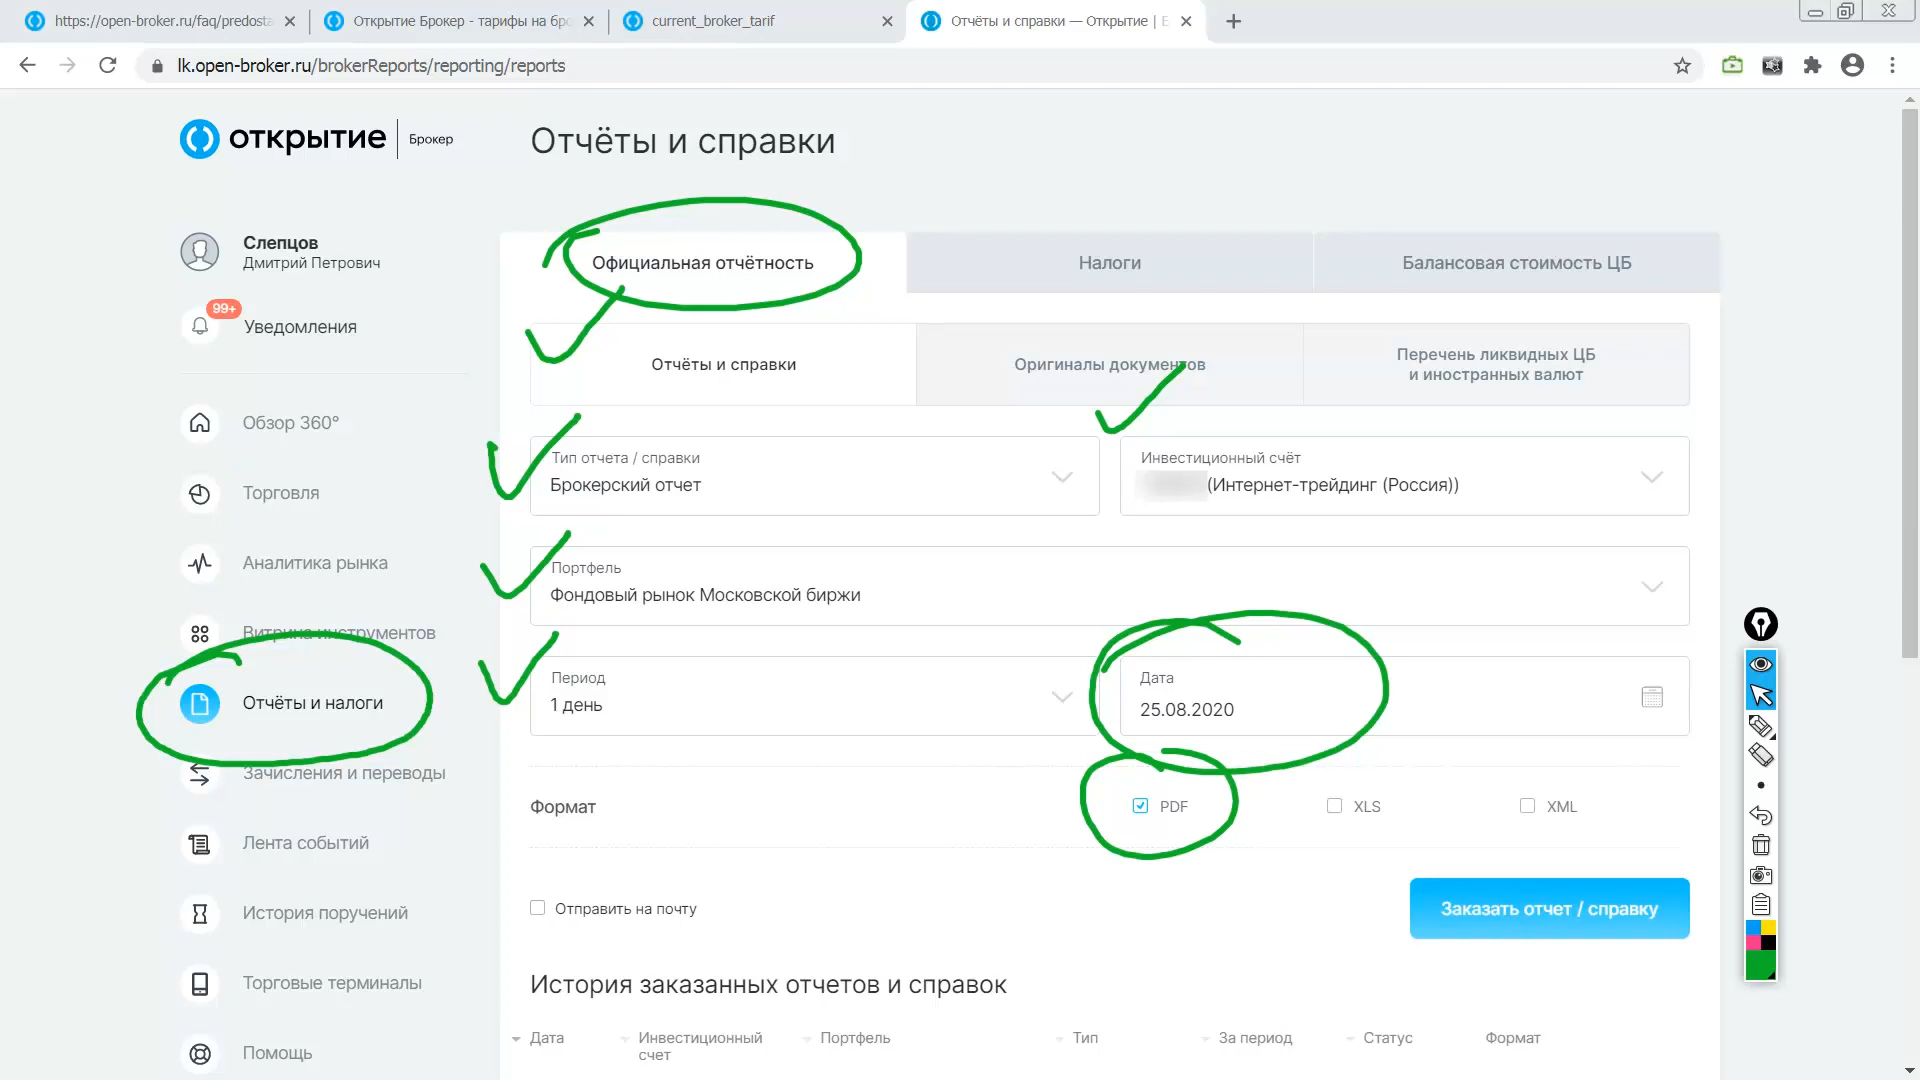 https://open-broker.ru/faq/predosta
Открытие Брокер - тарифы на бро
current_broker_tarif
Отчёты и справки — Открытие | Е
lk.open-broker.ru/brokerReports/reporting/reports
открытие Брокер
Отчёты и справки
Слепцов
Дмитрий Петрович
99+
Уведомления
Обзор 360°
Торговля
Аналитика рынка
Витрина инструментов
Отчёты и налоги
Зачисления и переводы
Лента событий
История поручений
Торговые терминалы
Помощь
Официальная отчётность
Налоги
Балансовая стоимость ЦБ
Отчёты и справки
Оригиналы документов
Перечень ликвидных ЦБ
и иностранных валют
Тип отчета / справки
Брокерский отчет
Инвестиционный счёт
(Интернет-трейдинг (Россия))
Портфель
Фондовый рынок Московской биржи
Период
1 день
Дата
25.08.2020
Формат
PDF
XLS
XML
Отправить на почту
Заказать отчет / справку
История заказанных отчетов и справок
Дата
Инвестиционный
счет
Портфель
Тип
За период
Статус
Формат